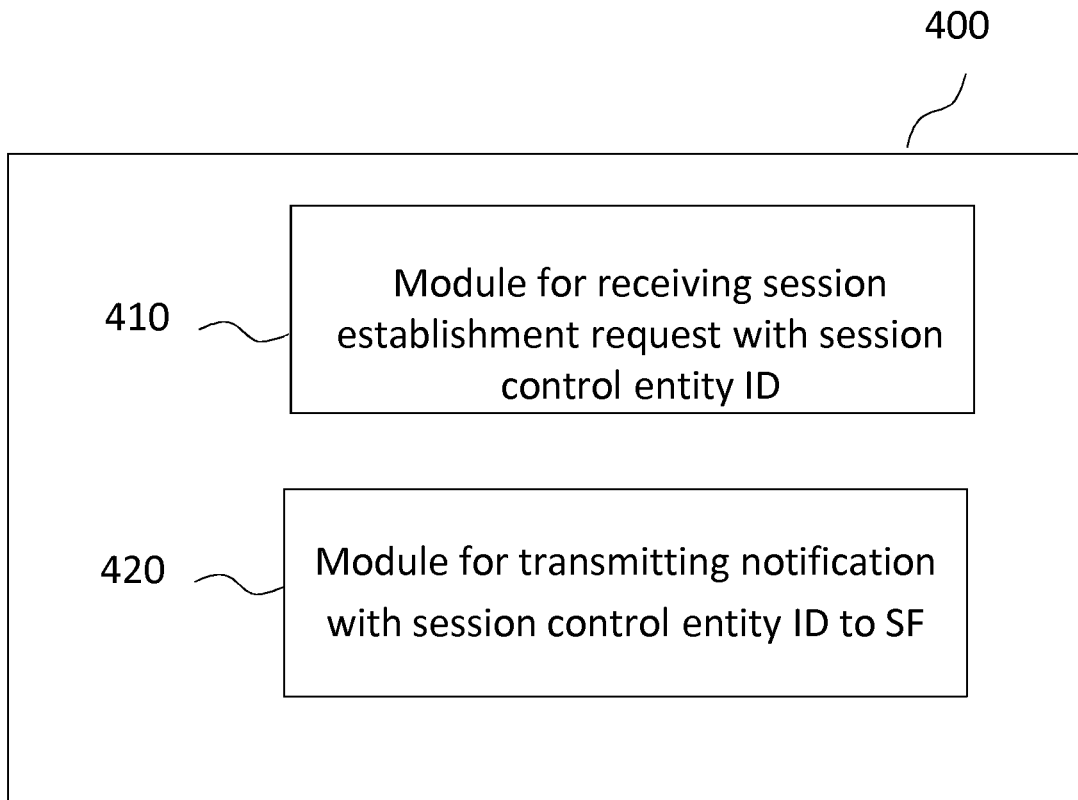 400
410
Module for receiving session
establishment request with session
control entity ID
420
Module for transmitting notification
with session control entity ID to SF